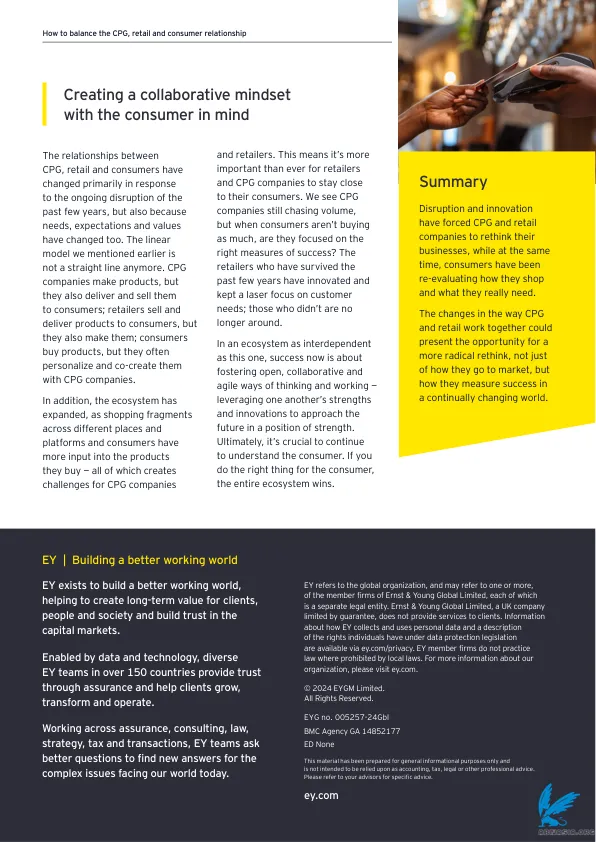 How to balance the CPG, retail and consumer relationship
Creating a collaborative mindset
with the consumer in mind
The relationships between
CPG, retail and consumers have
changed primarily in response
to the ongoing disruption of the
past few years, but also because
needs, expectations and values
have changed too. The linear
model we mentioned earlier is
not a straight line anymore. CPG
companies make products, but
they also deliver and sell them
to consumers; retailers sell and
deliver products to consumers, but
they also make them; consumers
buy products, but they often
personalize and co-create them
with CPG companies.
In addition, the ecosystem has
expanded, as shopping fragments
across different places and
platforms and consumers have
more input into the products
they buy — all of which creates
challenges for CPG companies
and retailers. This means it's more
important than ever for retailers
and CPG companies to stay close
to their consumers. We see CPG
companies still chasing volume,
but when consumers aren't buying
as much, are they focused on the
right measures of success? The
retailers who have survived the
past few years have innovated and
kept a laser focus on customer
needs; those who didn't are no
longer around.
In an ecosystem as interdependent
as this one, success now is about
fostering open, collaborative and
agile ways of thinking and working —
leveraging one another's strengths
and innovations to approach the
future in a position of strength.
Ultimately, it's crucial to continue
to understand the consumer. If you
do the right thing for the consumer,
the entire ecosystem wins.
Summary
Disruption and innovation
have forced CPG and retail
companies to rethink their
businesses, while at the same
time, consumers have been
re-evaluating how they shop
and what they really need.
The changes in the way CPG
and retail work together could
present the opportunity for a
more radical rethink, not just
of how they go to market, but
how they measure success in
a continually changing world.
EY | Building a better working world
EY exists to build a better working world,
helping to create long-term value for clients,
people and society and build trust in the
capital markets.
Enabled by data and technology, diverse
EY teams in over 150 countries provide trust
through assurance and help clients grow,
transform and operate.
Working across assurance, consulting, law,
strategy, tax and transactions, EY teams ask
better questions to find new answers for the
complex issues facing our world today.
EY refers to the global organization, and may refer to one or more,
of the member firms of Ernst & Young Global Limited, each of which
is a separate legal entity. Ernst & Young Global Limited, a UK company
limited by guarantee, does not provide services to clients. Information
about how EY collects and uses personal data and a description
of the rights individuals have under data protection legislation
are available via ey.com/privacy. EY member firms do not practice
law where prohibited by local laws. For more information about our
organization, please visit ey.com.
© 2024 EYGM Limited.
All Rights Reserved.
EYG no. 005257-24Gbl
BMC Agency GA 14852177
ED None
This material has been prepared for general informational purposes only and
is not intended to be relied upon as accounting, tax, legal or other professional advice.
Please refer to your advisors for specific advice.
ey.com